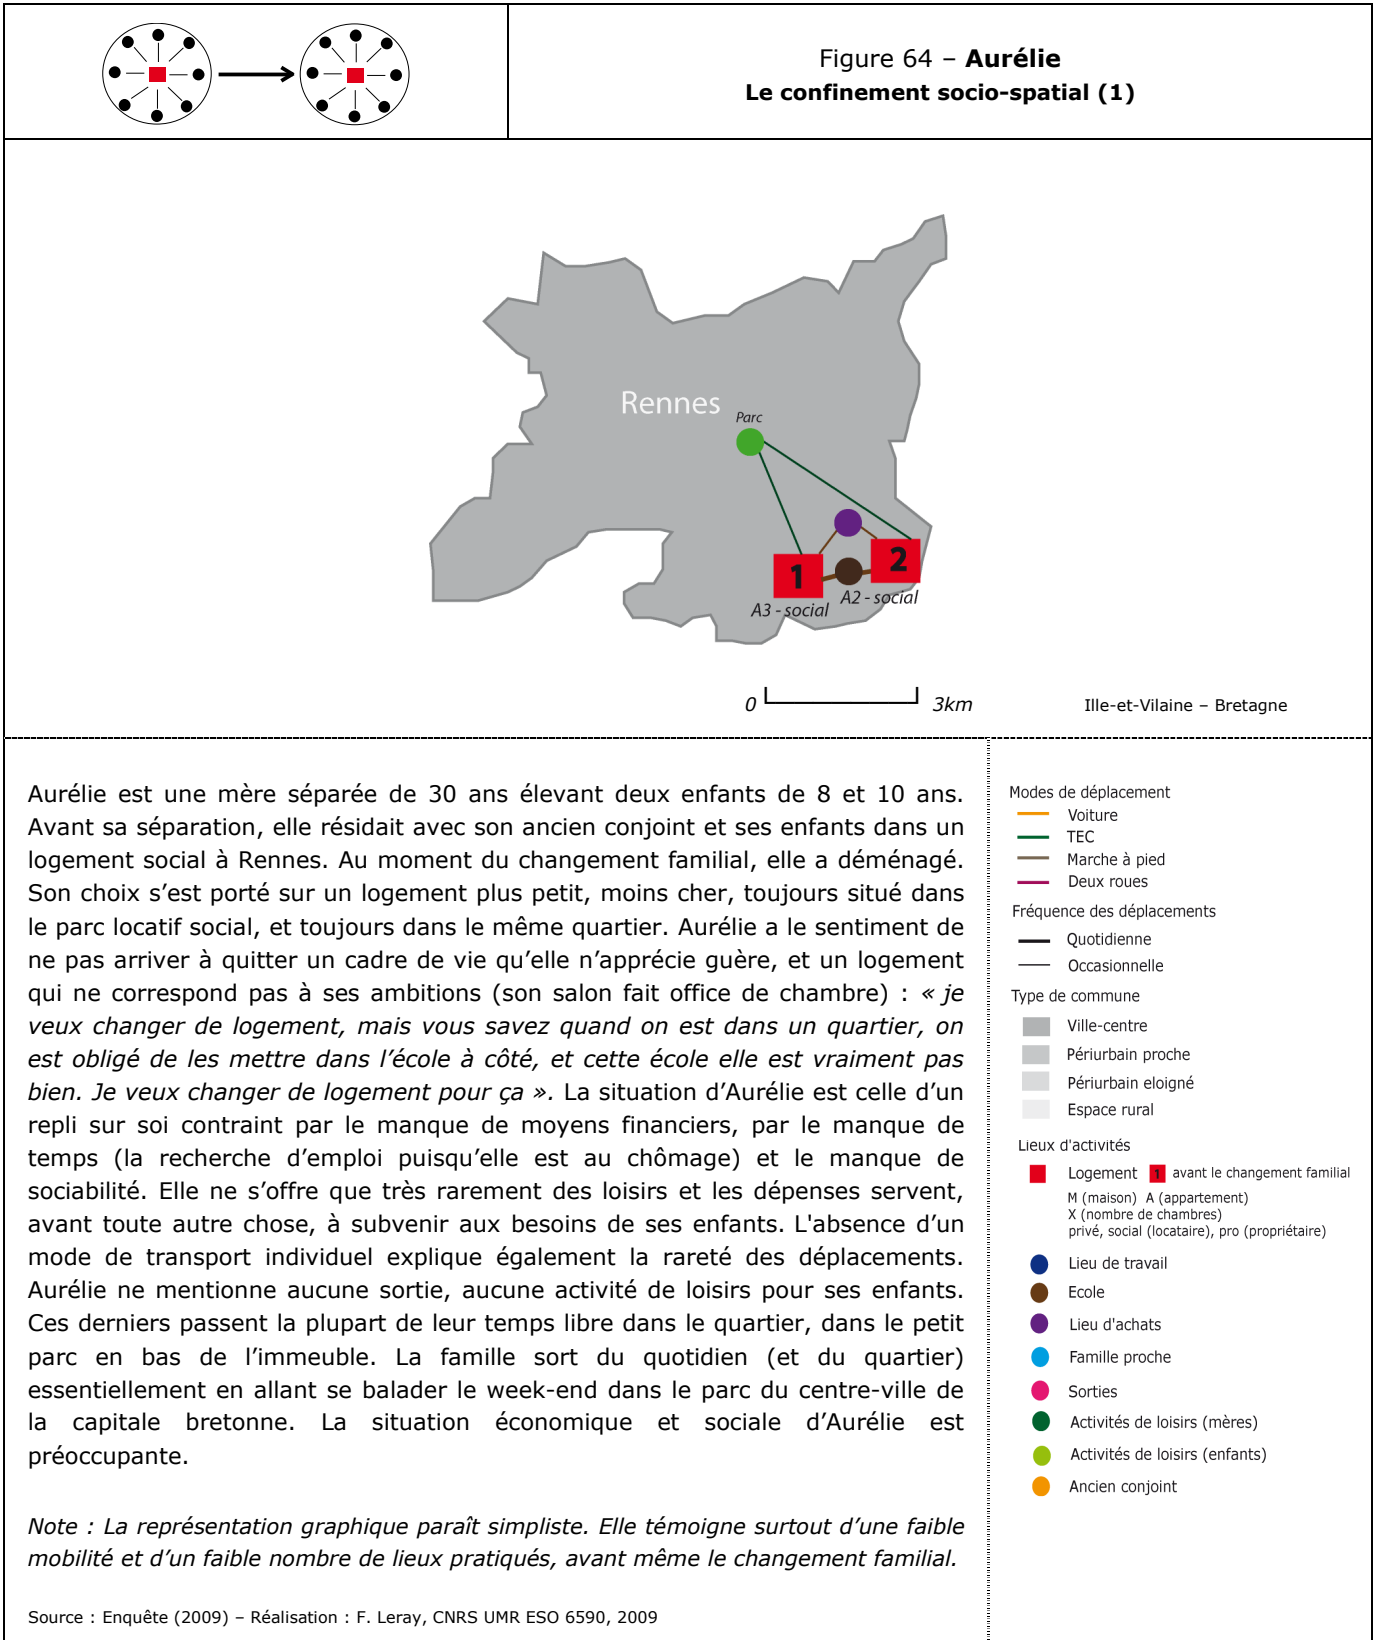 Figure 64 – Aurélie
Le confinement socio-spatial (1)
Rennes
Parc
1
2
A3 - social
A2 - social
0
3km
Ille-et-Vilaine – Bretagne
Aurélie est une mère séparée de 30 ans élevant deux enfants de 8 et 10 ans.
Avant sa séparation, elle résidait avec son ancien conjoint et ses enfants dans un
logement social à Rennes. Au moment du changement familial, elle a déménagé.
Son choix s’est porté sur un logement plus petit, moins cher, toujours situé dans
le parc locatif social, et toujours dans le même quartier. Aurélie a le sentiment de
ne pas arriver à quitter un cadre de vie qu’elle n’apprécie guère, et un logement
qui ne correspond pas à ses ambitions (son salon fait office de chambre) : « je
veux changer de logement, mais vous savez quand on est dans un quartier, on
est obligé de les mettre dans l’école à côté, et cette école elle est vraiment pas
bien. Je veux changer de logement pour ça ». La situation d’Aurélie est celle d’un
repli sur soi contraint par le manque de moyens financiers, par le manque de
temps (la recherche d’emploi puisqu’elle est au chômage) et le manque de
sociabilité. Elle ne s’offre que très rarement des loisirs et les dépenses servent,
avant toute autre chose, à subvenir aux besoins de ses enfants. L'absence d’un
mode de transport individuel explique également la rareté des déplacements.
Aurélie ne mentionne aucune sortie, aucune activité de loisirs pour ses enfants.
Ces derniers passent la plupart de leur temps libre dans le quartier, dans le petit
parc en bas de l’immeuble. La famille sort du quotidien (et du quartier)
essentiellement en allant se balader le week-end dans le parc du centre-ville de
la capitale bretonne. La situation économique et sociale d’Aurélie est
préoccupante.
Note : La représentation graphique paraît simpliste. Elle témoigne surtout d’une faible
mobilité et d’un faible nombre de lieux pratiqués, avant même le changement familial.
Source : Enquête (2009) – Réalisation : F. Leray, CNRS UMR ESO 6590, 2009
Modes de déplacement
Voiture
TEC
Marche à pied
Deux roues
Fréquence des déplacements
Quotidienne
Occasionnelle
Type de commune
Ville-centre
Périurbain proche
Périurbain eloigné
Espace rural
Lieux d'activités
Logement 1 avant le changement familial
M (maison) A (appartement)
X (nombre de chambres)
privé, social (locataire), pro (propriétaire)
Lieu de travail
Ecole
Lieu d'achats
Famille proche
Sorties
Activités de loisirs (mères)
Activités de loisirs (enfants)
Ancien conjoint